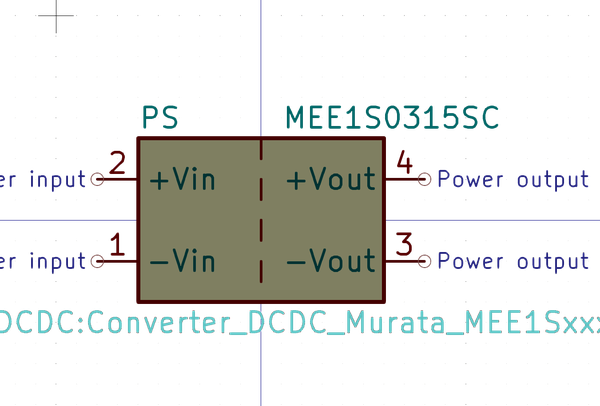 PS MEE1S0315SC
er input 2 +Vin +Vout 4 Power output
er input 1 -Vin -Vout 3 Power output
DCDC:Converter_DCDC_Murata_MEE1Sxxx